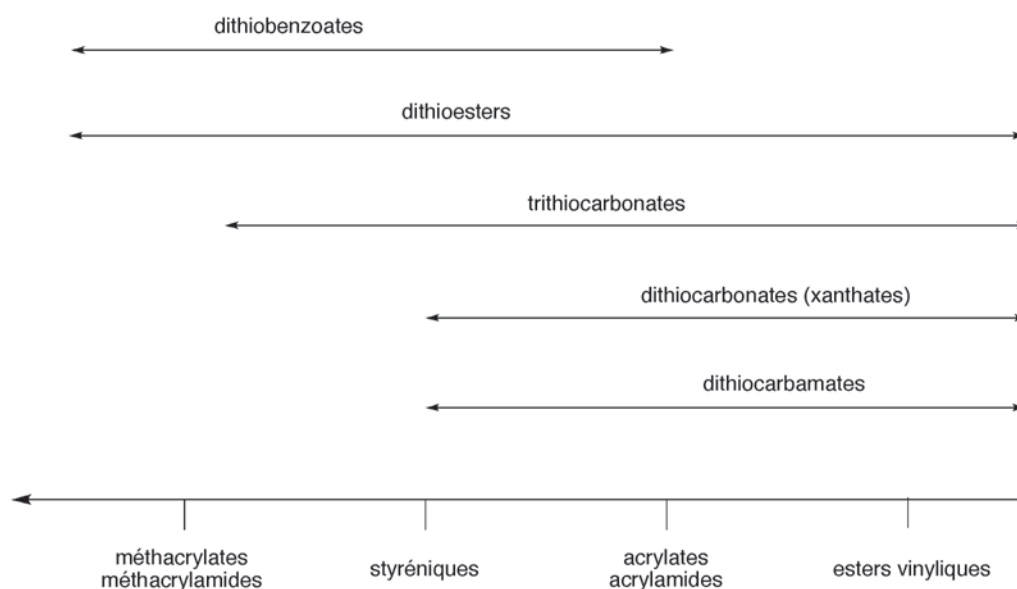 dithiobenzoates
dithioesters
trithiocarbonates
dithiocarbonates (xanthates)
dithiocarbamates
méthacrylates
méthacrylamides
styréniques
acrylates
acrylamides
esters vinyliques